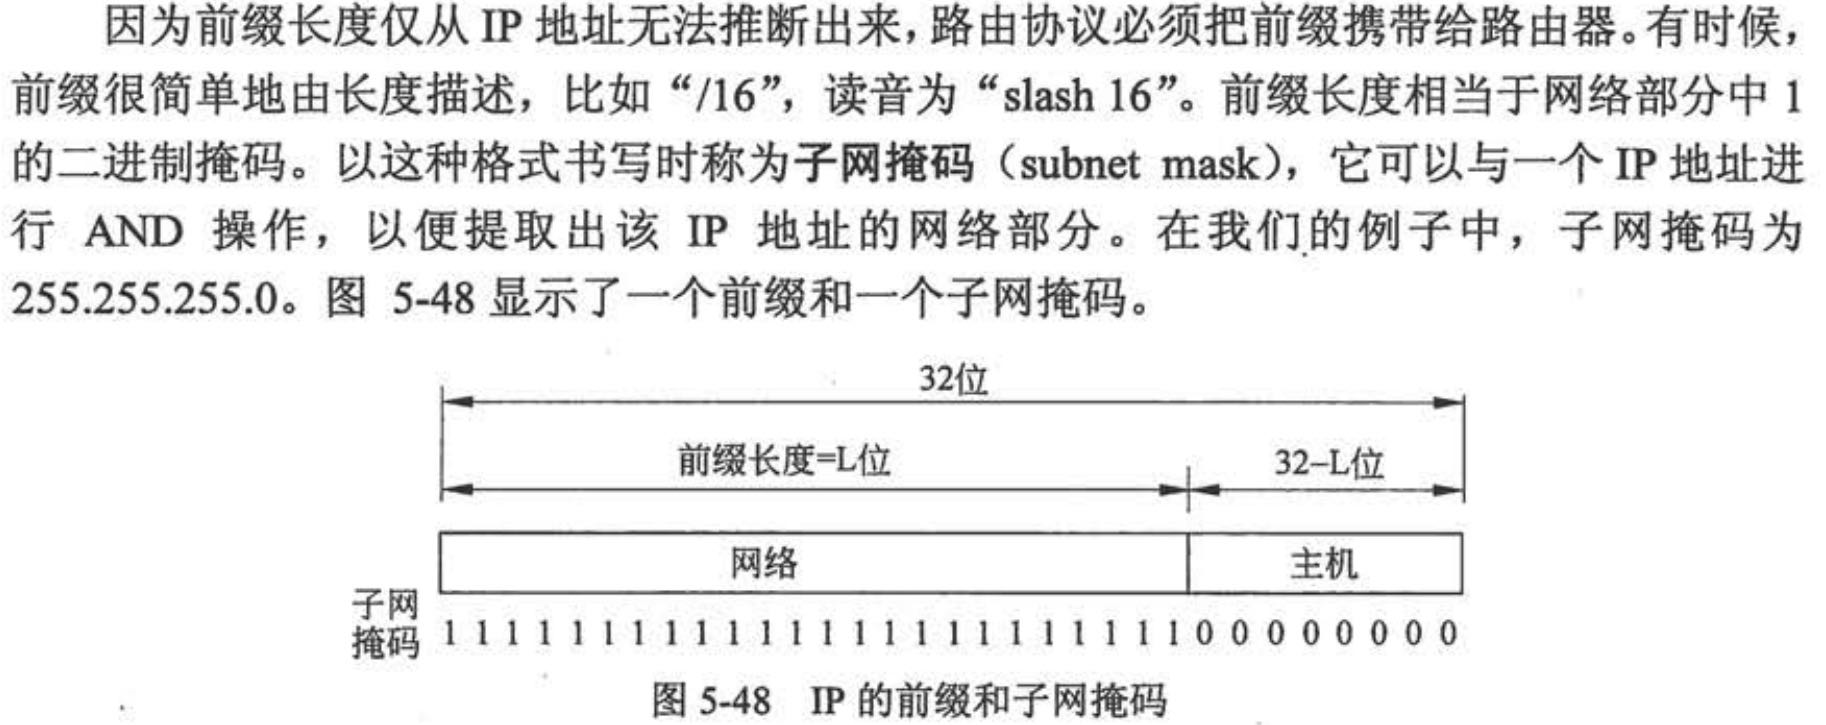 因为前缀长度仅从 IP 地址无法推断出来，路由协议必须把前缀携带给路由器。有时候，
前缀很简单地由长度描述，比如“/16”，读音为“slash 16”。前缀长度相当于网络部分中 1
的二进制掩码。以这种格式书写时称为子网掩码（subnet mask），它可以与一个 IP 地址进
行 AND 操作，以便提取出该 IP 地址的网络部分。在我们的例子中，子网掩码为
255.255.255.0。图 5-48 显示了一个前缀和一个子网掩码。
32位
前缀长度=L位
32–L位
网络
主机
子网
掩码
1 1 1 1 1 1 1 1 1 1 1 1 1 1 1 1 1 1 1 1 1 1 1 1 0 0 0 0 0 0 0 0
图 5-48 IP 的前缀和子网掩码